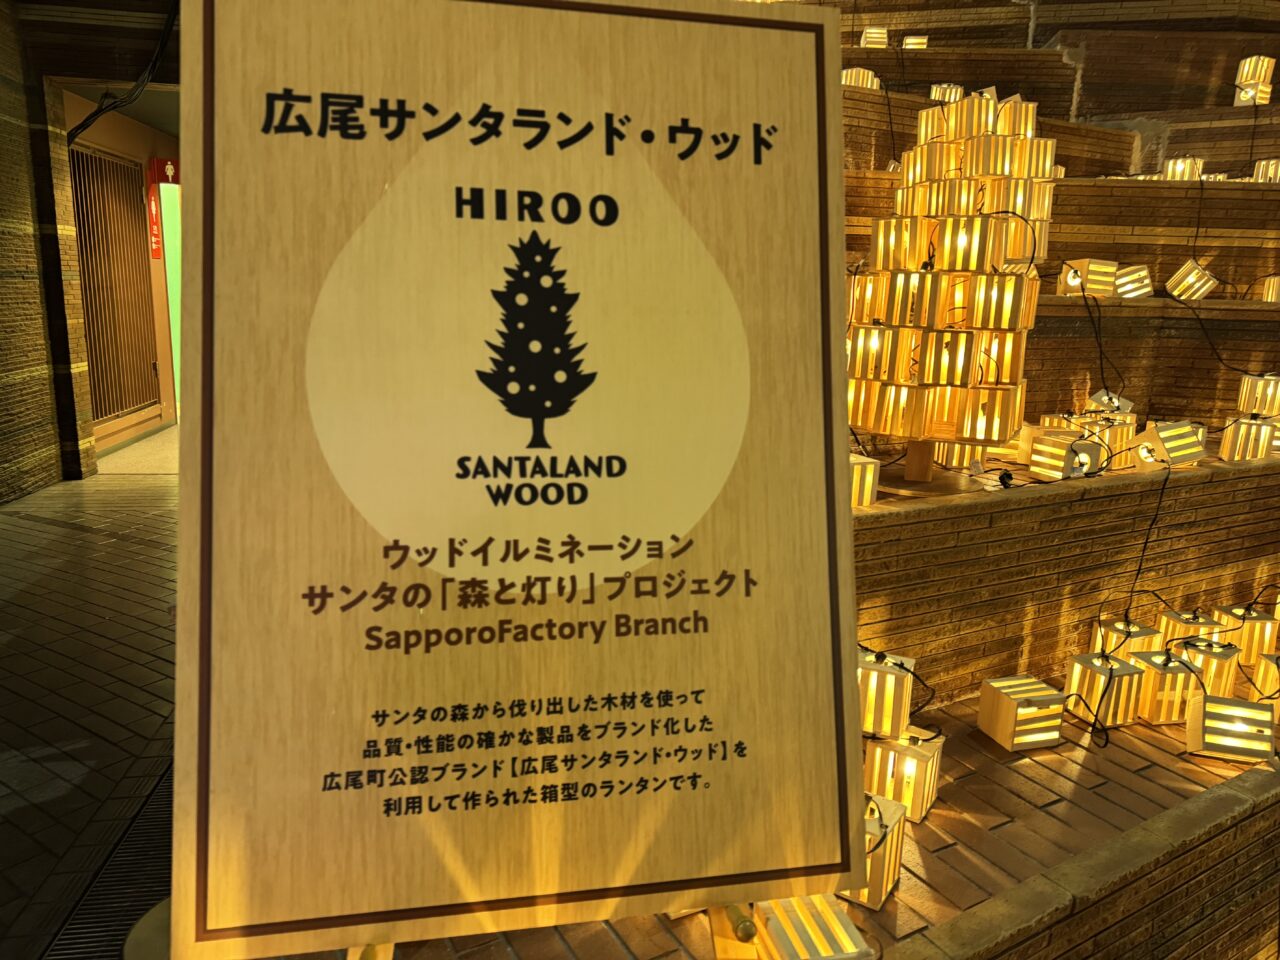 広尾サンタランド・ウッド
HIROO
SANTALAND
WOOD
ウッドイルミネーション
サンタの「森と灯り」プロジェクト
SapporoFactory Branch
サンタの森から伐り出した木材を使って
品質・性能の確かな製品をブランド化した
広尾町公認ブランド【広尾サンタランド・ウッド】を
利用して作られた箱型のランタンです。